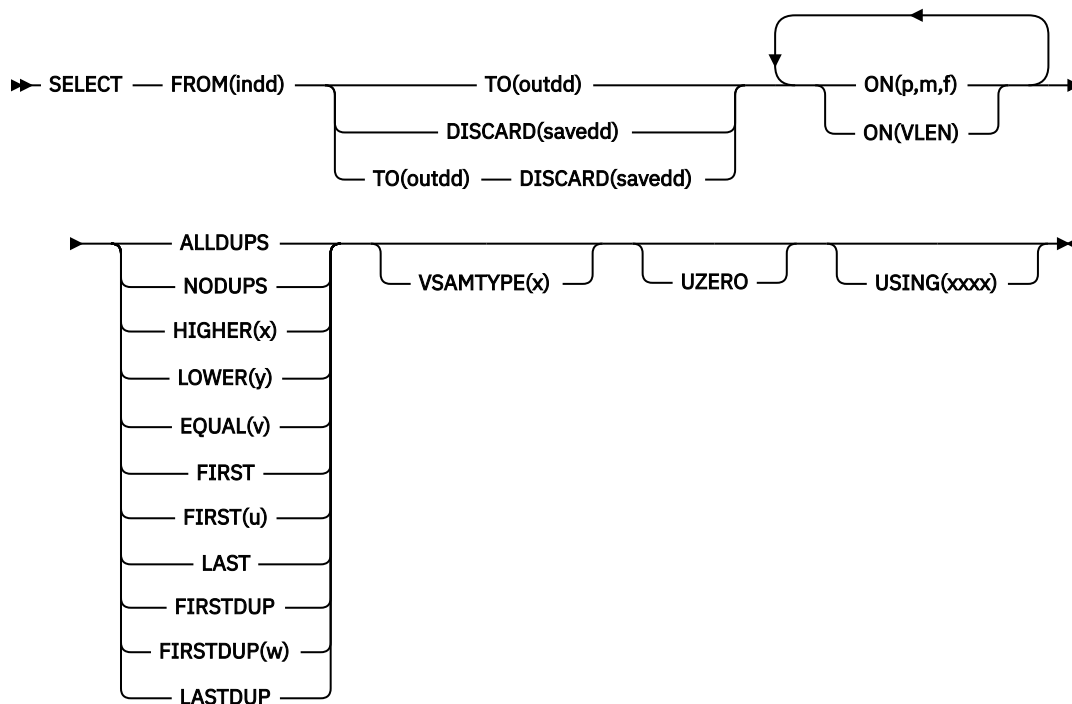 SELECT FROM(indd) TO(outdd) ON(p,m,f)
DISCARD(savedd) ON(VLEN)
TO(outdd) DISCARD(savedd)
ALLDUPS
NODUPS VSAMTYPE(x) UZERO USING(xxxx)
HIGHER(x)
LOWER(y)
EQUAL(v)
FIRST
FIRST(u)
LAST
FIRSTDUP
FIRSTDUP(w)
LASTDUP